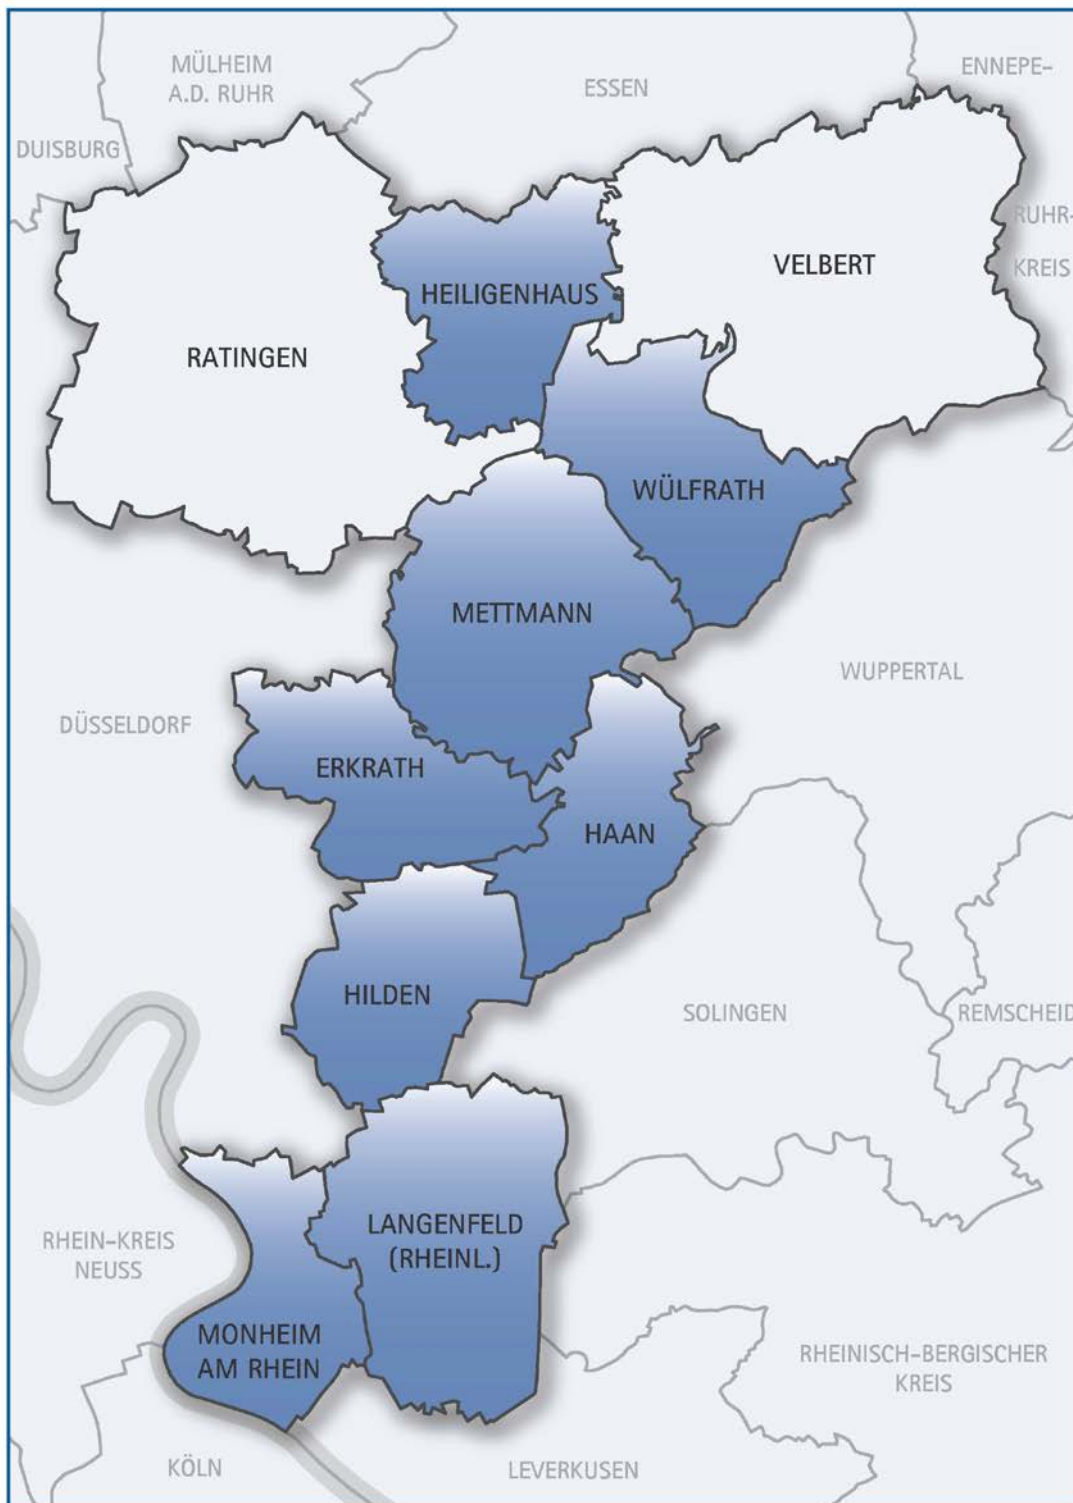 MÜLHEIM
A.D. RUHR
ESSEN
ENNEPE-
DUISBURG
RUHR-
KREIS
VELBERT
HEILIGENHAUS
RATINGEN
WÜLFRATH
METTMANN
WUPPERTAL
DÜSSELDORF
ERKRATH
HAAN
HILDEN
SOLINGEN
REMSCHEID
LANGENFELD
(RHEINL.)
RHEIN-KREIS
NEUSS
MONHEIM
AM RHEIN
RHEINISCH-BERGISCHER
KREIS
KÖLN
LEVERKUSEN